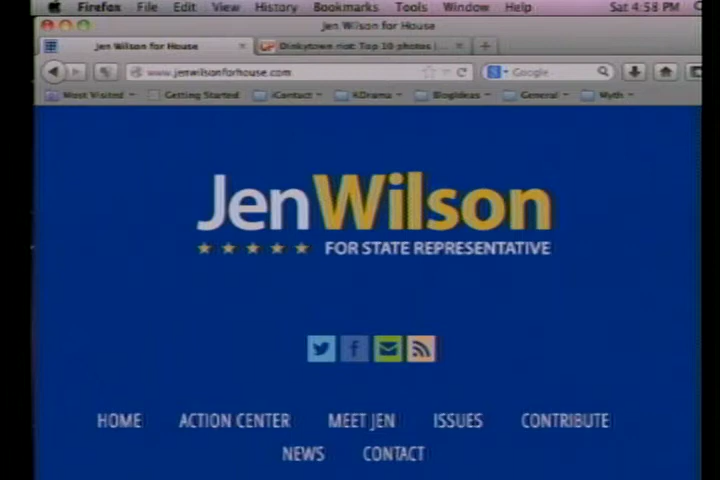 Firefox File Edit View History Bookmarks Tools Window Help Sat 4:58 PM
Jen Wilson for House
Jen Wilson for House Dinkytown riot: Top 10 photos |
www.jenwilsonforhouse.com Google
Most Visited Getting Started iContact KDrama BlogIdeas General Myth
JenWilson
FOR STATE REPRESENTATIVE
HOME ACTION CENTER MEET JEN ISSUES CONTRIBUTE
NEWS CONTACT